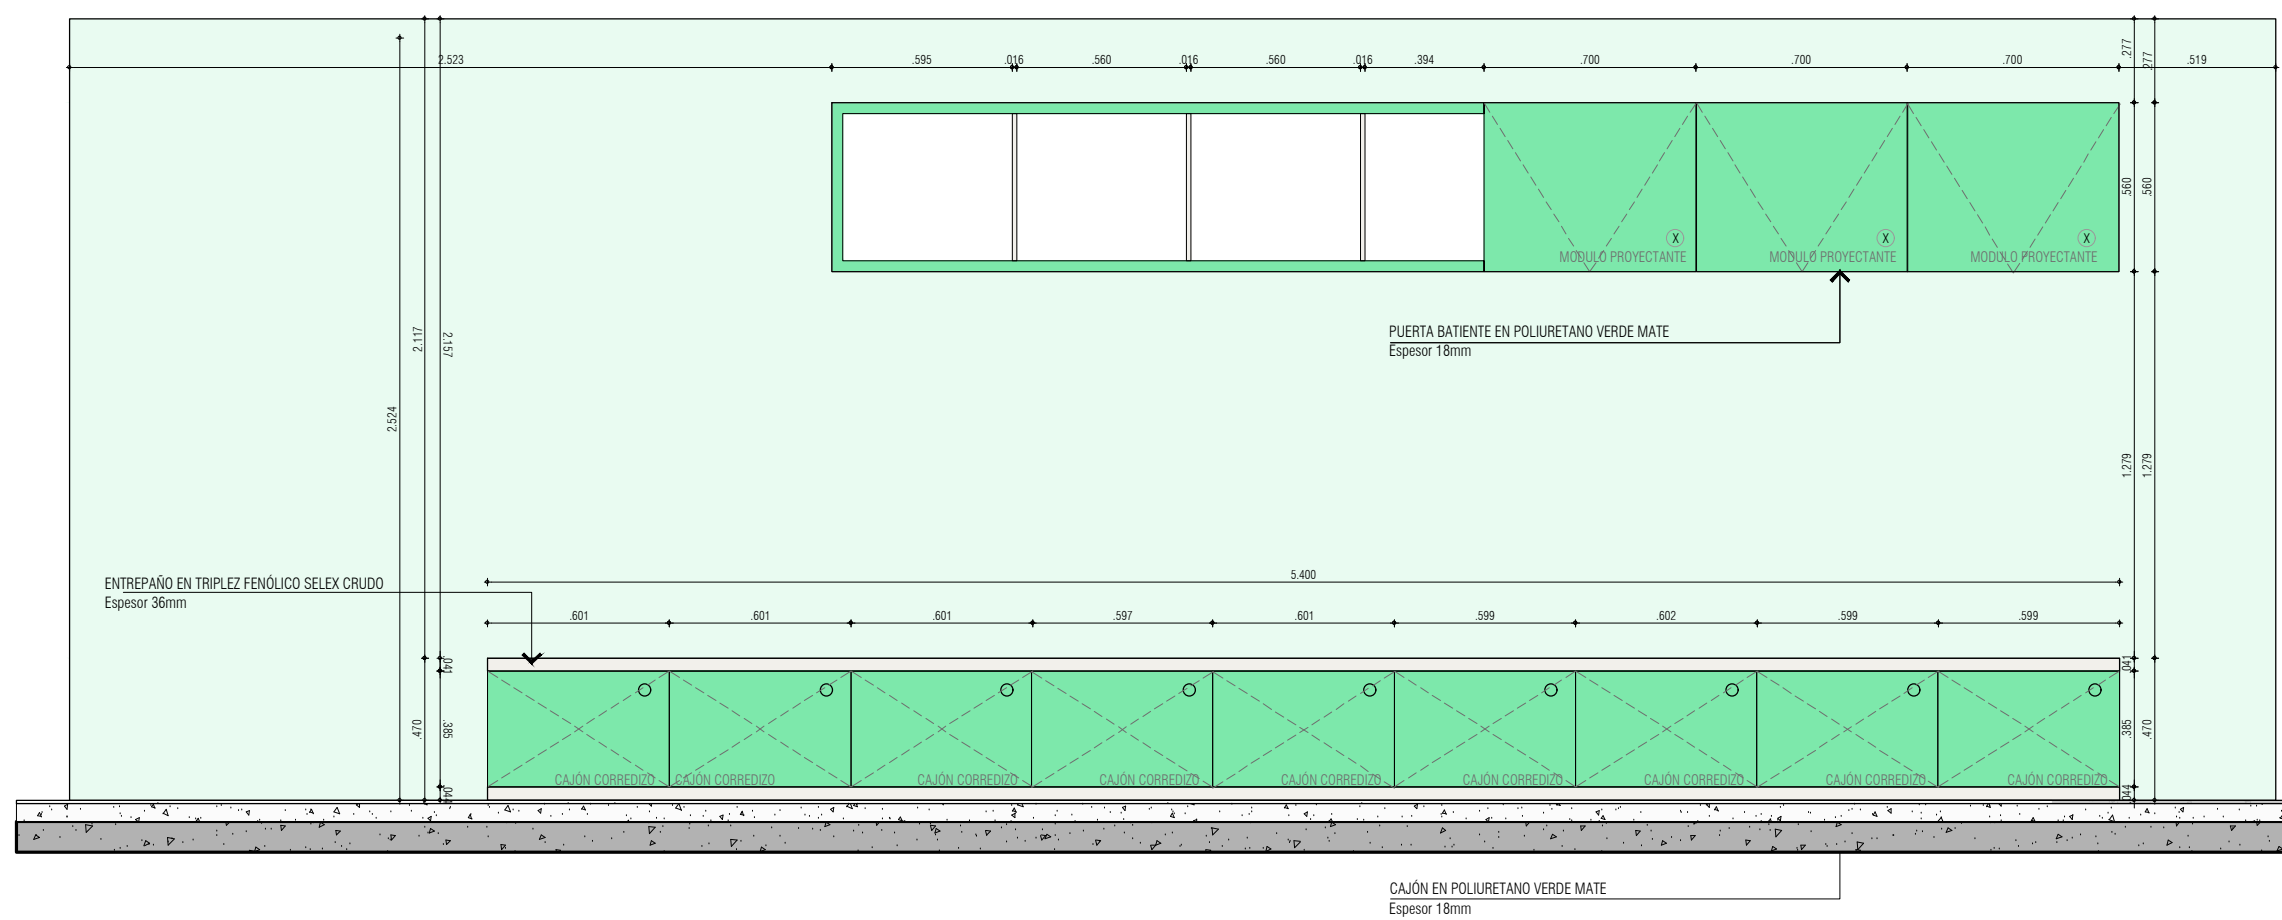 .277
.277
2.523
.595
.016
.560
.016
.560
.016
.394
.700
.700
.700
.519
.560
.560
X
X
X
MODULO PROYECTANTE
MODULO PROYECTANTE
MODULO PROYECTANTE
PUERTA BATIENTE EN POLIURETANO VERDE MATE
Espesor 18mm
2.117
2.157
2.524
1.279
1.279
5.400
ENTREPAÑO EN TRIPLEZ FENÓLICO SELEX CRUDO
Espesor 36mm
.601
.601
.601
.597
.601
.599
.602
.599
.599
.041
.041
.470
.385
.385
.470
CAJÓN CORREDIZO
CAJÓN CORREDIZO
CAJÓN CORREDIZO
CAJÓN CORREDIZO
CAJÓN CORREDIZO
CAJÓN CORREDIZO
CAJÓN CORREDIZO
CAJÓN CORREDIZO
CAJÓN CORREDIZO
.044
.044
CAJÓN EN POLIURETANO VERDE MATE
Espesor 18mm